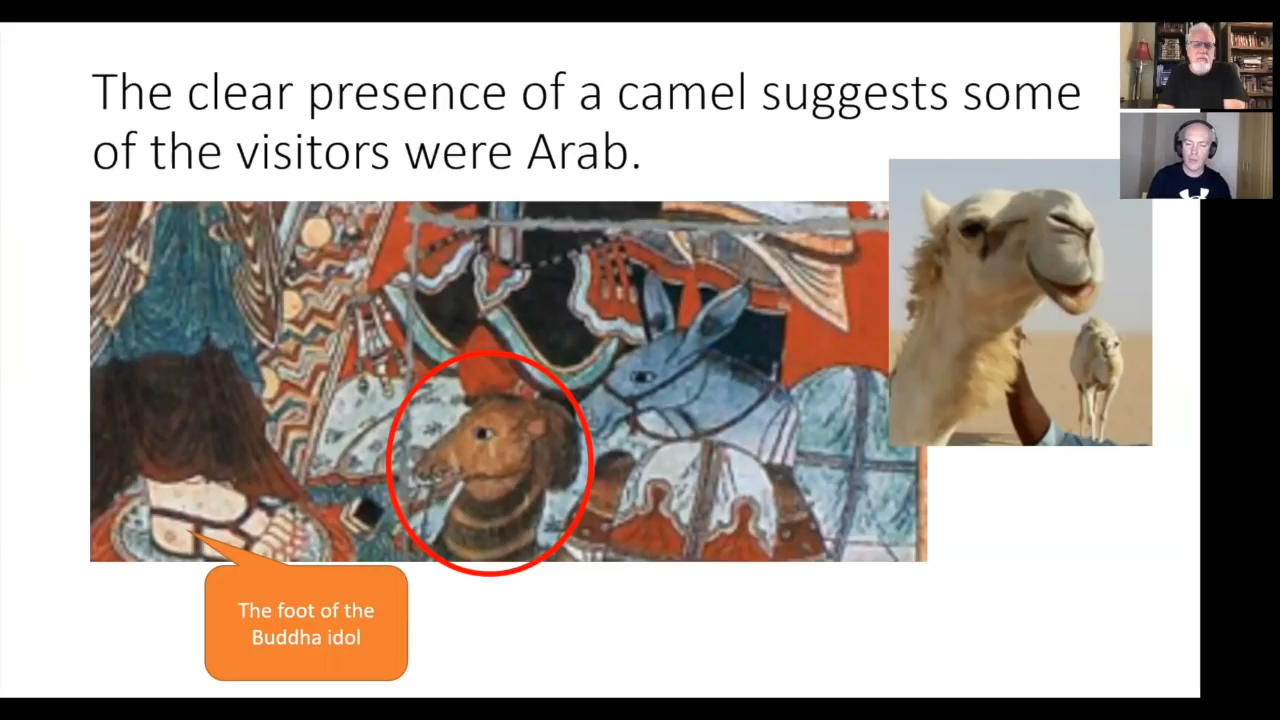 The clear presence of a camel suggests some
of the visitors were Arab.
The foot of the
Buddha idol